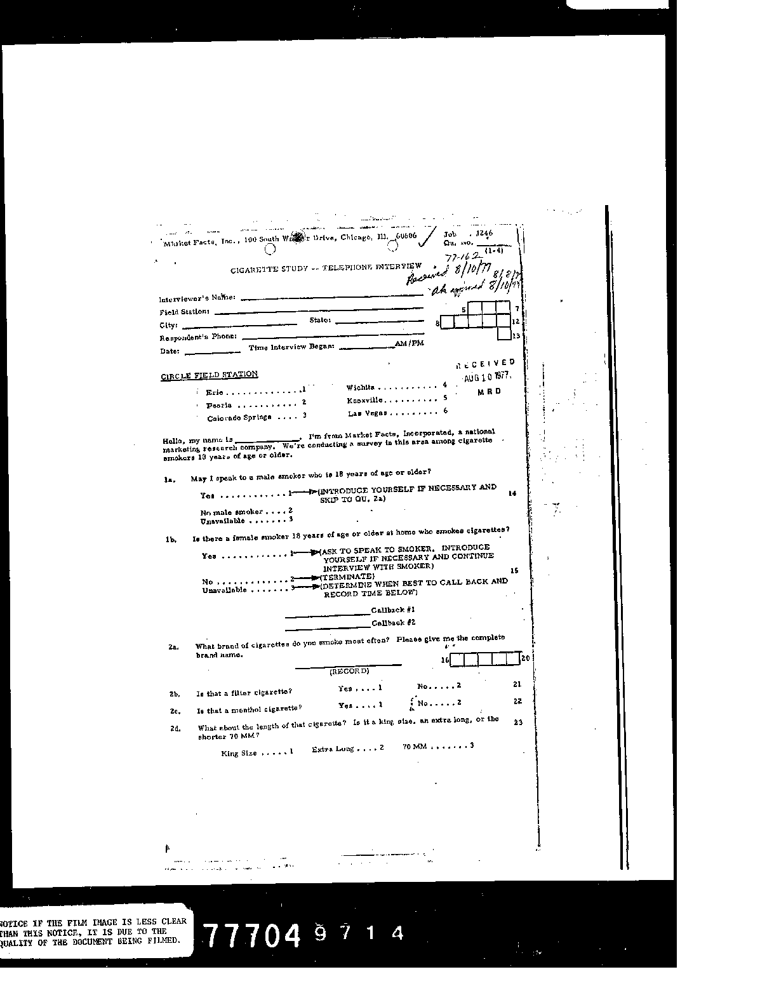 Market Facts, Inc., 100 South Wacker Drive, Chicago, Ill. 60606
Job . 1246
Qu. No.
(1-4)
77-162
CIGARETTE STUDY -- TELEPHONE INTERVIEW
Received 8/10/77
8/10/77
Interviewer's Name:
Field Station: 5 7
City: State: 8 12
Respondent's Phone: 13
Date: Time Interview Began: AM/PM
RECEIVED
AUG 10 1977.
MRD
CIRCLE FIELD STATION
Erie.............1 Wichita ........... 4
Peoria ........... 2 Knoxville.......... 5
Colorado Springs .... 3 Las Vegas......... 6
Hello, my name is . I'm from Market Facts, Incorporated, a national
marketing research company. We're conducting a survey in this area among cigarette
smokers 18 years of age or older.
1a. May I speak to a male smoker who is 18 years of age or older?
Yes ............1 (INTRODUCE YOURSELF IF NECESSARY AND
SKIP TO QU. 2a) 14
No male smoker .... 2
Unavailable ....... 3
1b. Is there a female smoker 18 years of age or older at home who smokes cigarettes?
Yes ............1 (ASK TO SPEAK TO SMOKER. INTRODUCE
YOURSELF IF NECESSARY AND CONTINUE
INTERVIEW WITH SMOKER) 15
No .............2 (TERMINATE)
Unavailable .......3 (DETERMINE WHEN BEST TO CALL BACK AND
RECORD TIME BELOW)
Callback #1
Callback #2
2a. What brand of cigarettes do you smoke most often? Please give me the complete
brand name.
16 20
(RECORD)
2b. Is that a filter cigarette? Yes .... 1 No..... 2 21
2c. Is that a menthol cigarette? Yes .... 1 No..... 2 22
2d. What about the length of that cigarette? Is it a king size, an extra long, or the 23
shorter 70 MM?
King Size ..... 1 Extra Long .... 2 70 MM ....... 3
NOTICE IF THE FILM IMAGE IS LESS CLEAR
THAN THIS NOTICE, IT IS DUE TO THE
QUALITY OF THE DOCUMENT BEING FILMED.
77704 9714